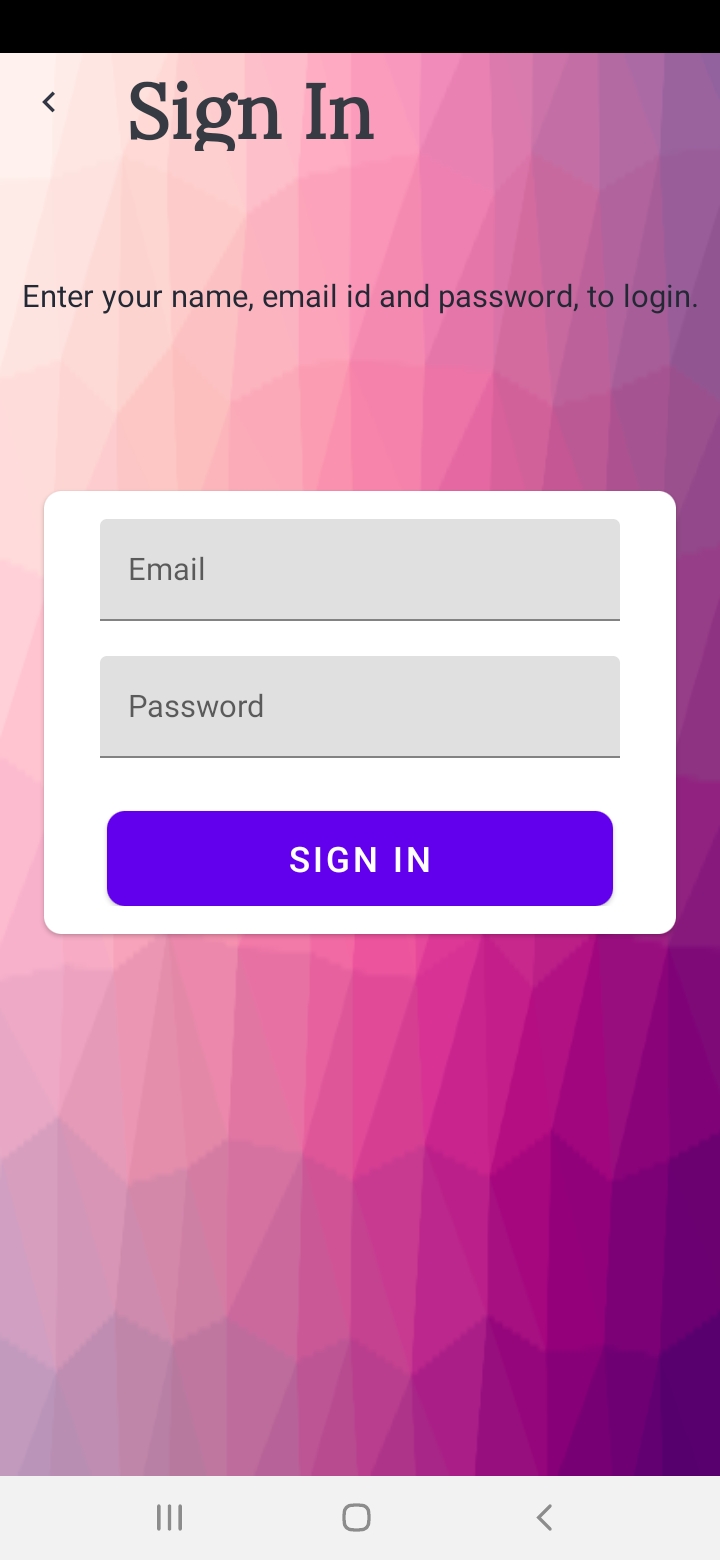 Sign In
Enter your name, email id and password, to login.
Email
Password
SIGN IN